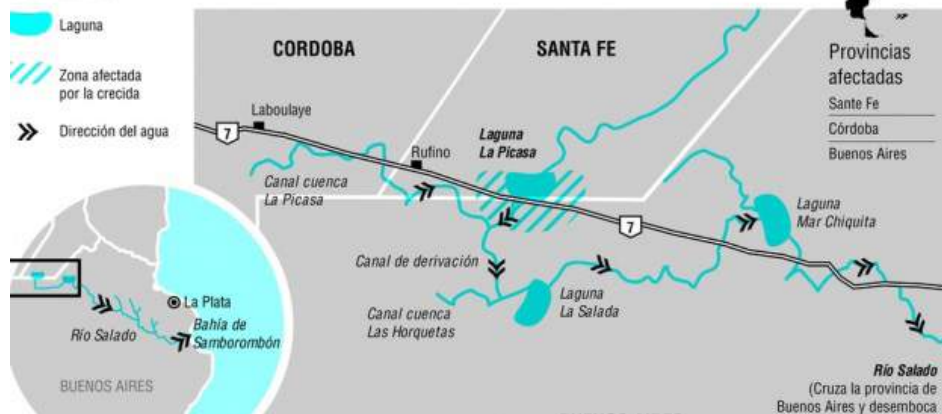 Laguna
Zona afectada
por la crecida
Dirección del agua
CORDOBA
SANTA FE
Provincias
afectadas
Sante Fe
Córdoba
Buenos Aires
7
Laboulaye
Rufino
Laguna
La Picasa
Canal cuenca
La Picasa
Laguna
Mar Chiquita
7
Canal de derivación
Laguna
La Salada
Canal cuenca
Las Horquetas
La Plata
Río Salado
Bahía de
Samborombón
BUENOS AIRES
Río Salado
(Cruza la provincia de
Buenos Aires y desemboca